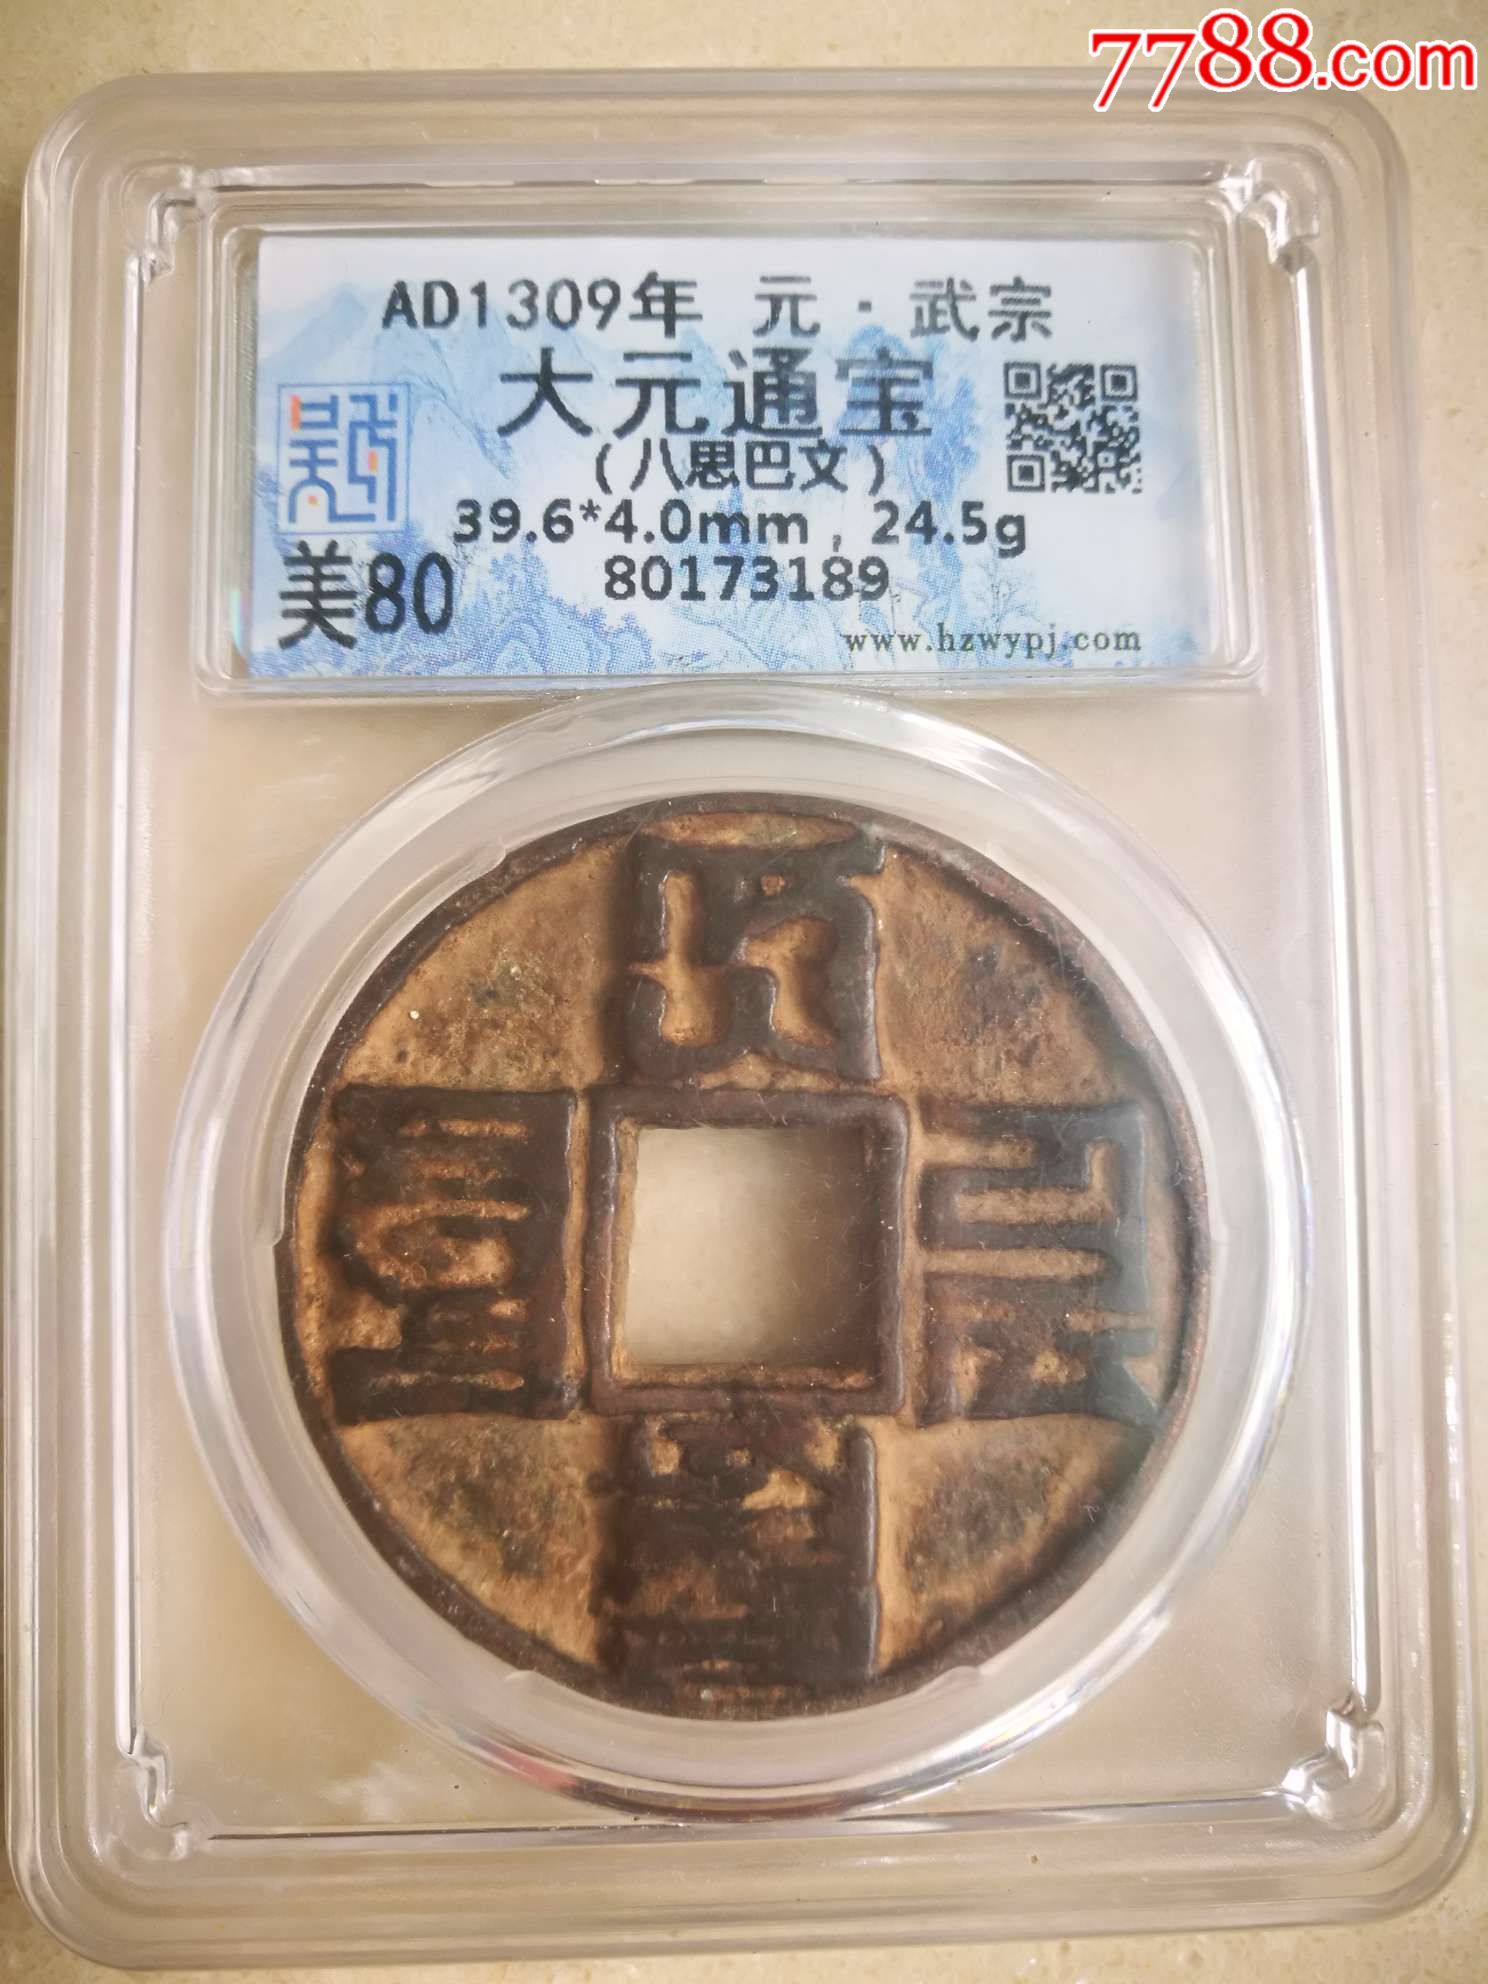 7788.com
AD1309年 元·武宗
大元通宝
(八思巴文)
39.6*4.0mm, 24.5g
美80 80173189
www.hzwypj.com